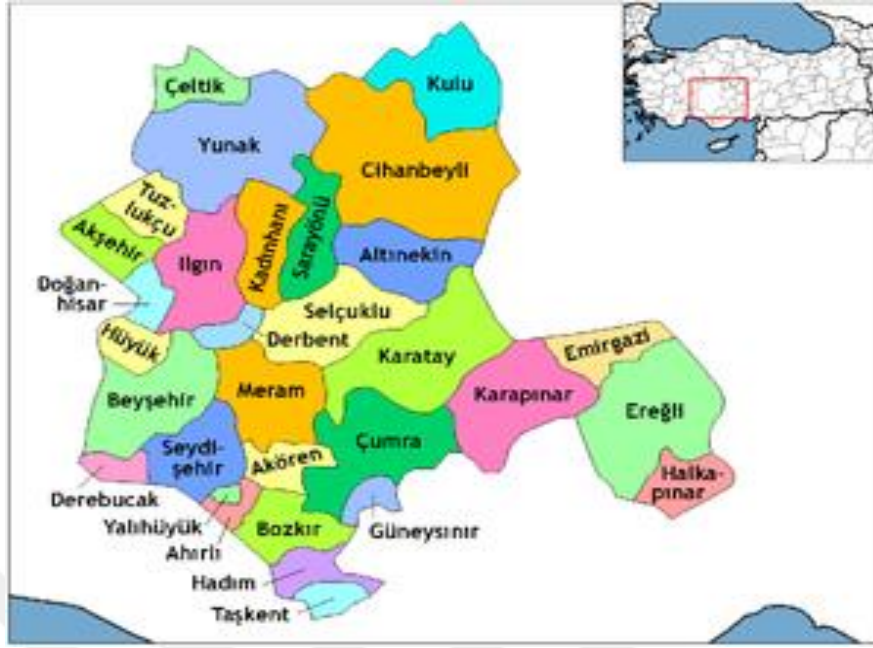 Çeltik
Kulu
Yunak
Cihanbeyli
Tuz-
lukçu
Akşehir
Ilgın
Kadınhanı
Sarayönü
Altınekin
Doğan-
hisar
Selçuklu
Derbent
Hüyük
Karatay
Emirgazi
Beyşehir
Meram
Karapınar
Ereğli
Seydi-
şehir
Akören
Çumra
Halka-
pınar
Derebucak
Yalıhüyük
Ahırlı
Bozkır
Güneysınır
Hadım
Taşkent